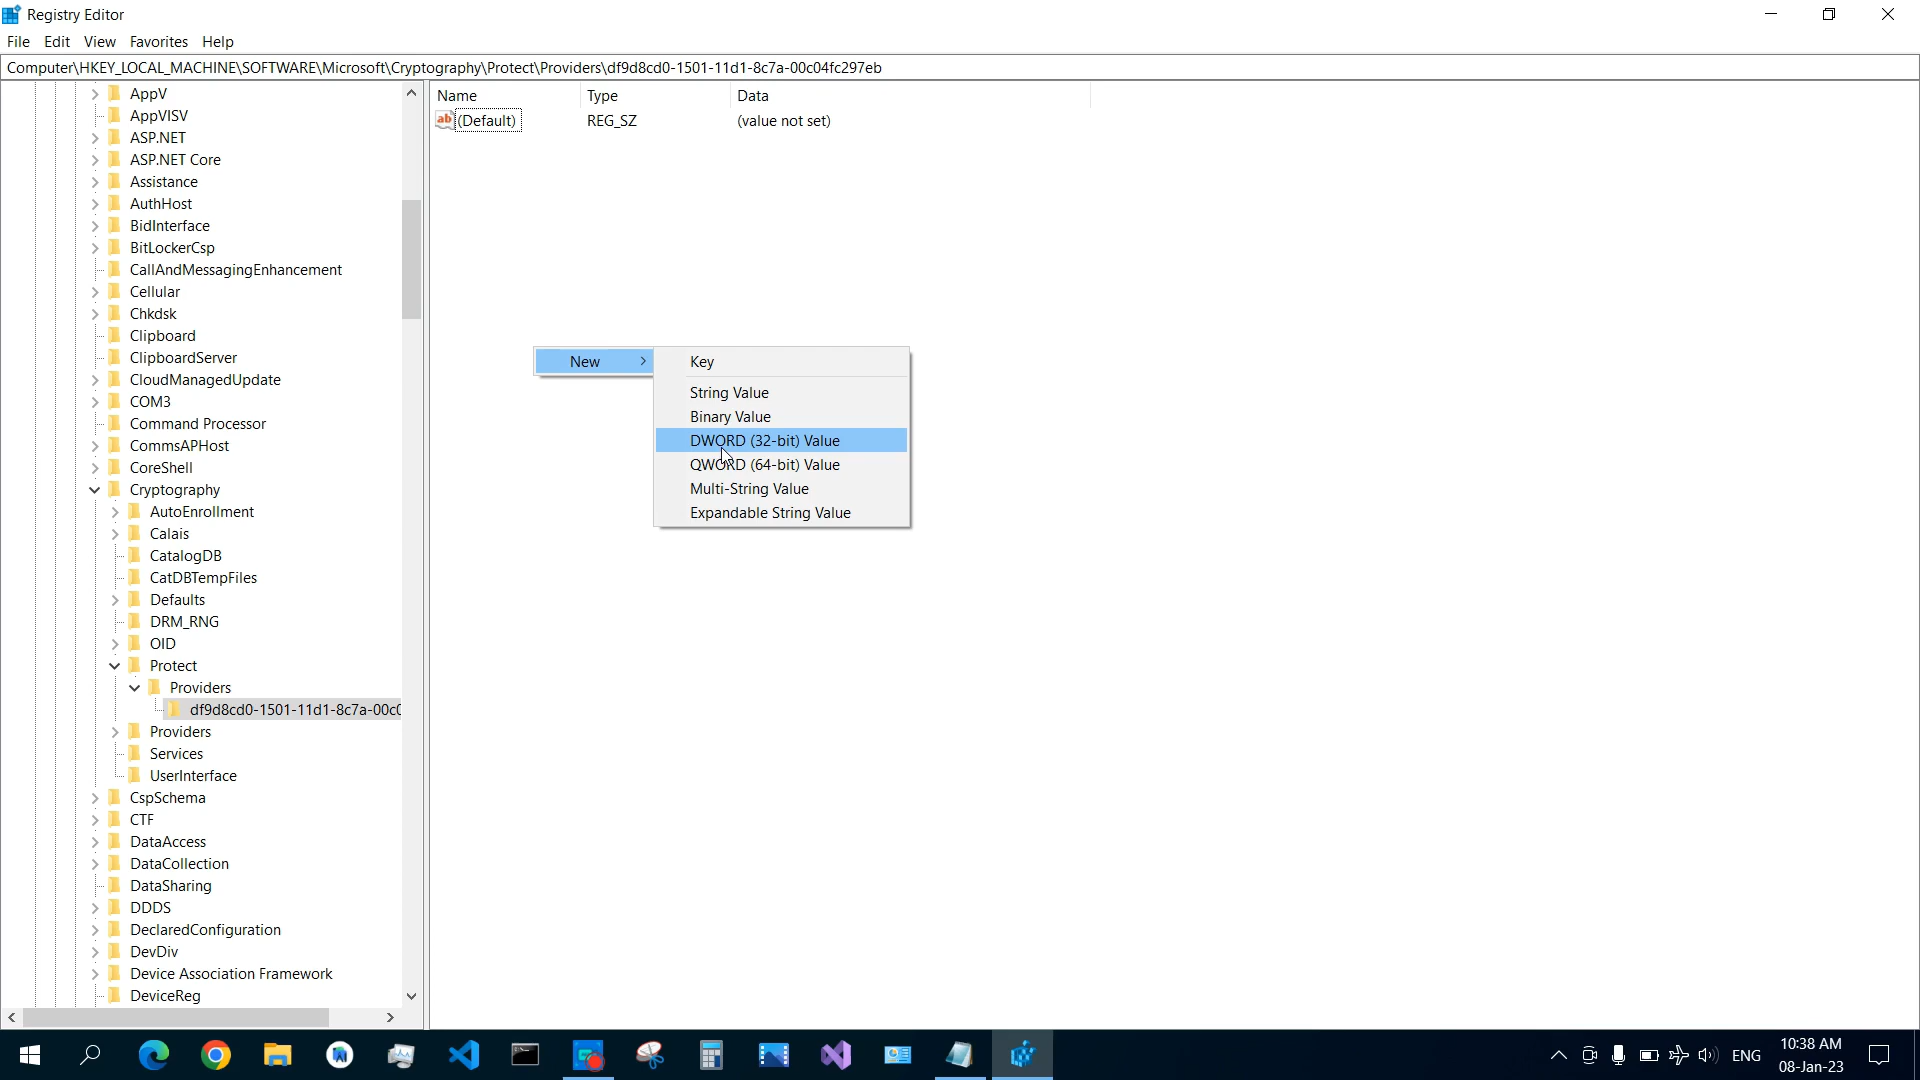 Registry Editor
File Edit View Favorites Help
Computer\HKEY_LOCAL_MACHINE\SOFTWARE\Microsoft\Cryptography\Protect\Providers\df9d8cd0-1501-11d1-8c7a-00c04fc297eb
AppV
AppVISV
ASP.NET
ASP.NET Core
Assistance
AuthHost
BidInterface
BitLockerCsp
CallAndMessagingEnhancement
Cellular
Chkdsk
Clipboard
ClipboardServer
CloudManagedUpdate
COM3
Command Processor
CommsAPHost
CoreShell
Cryptography
AutoEnrollment
Calais
CatalogDB
CatDBTempFiles
Defaults
DRM_RNG
OID
Protect
Providers
df9d8cd0-1501-11d1-8c7a-00c0
Providers
Services
UserInterface
CspSchema
CTF
DataAccess
DataCollection
DataSharing
DDDS
DeclaredConfiguration
DevDiv
Device Association Framework
DeviceReg
Name Type Data
ab (Default) REG_SZ (value not set)
New
Key
String Value
Binary Value
DWORD (32-bit) Value
QWORD (64-bit) Value
Multi-String Value
Expandable String Value
ENG
10:38 AM
08-Jan-23